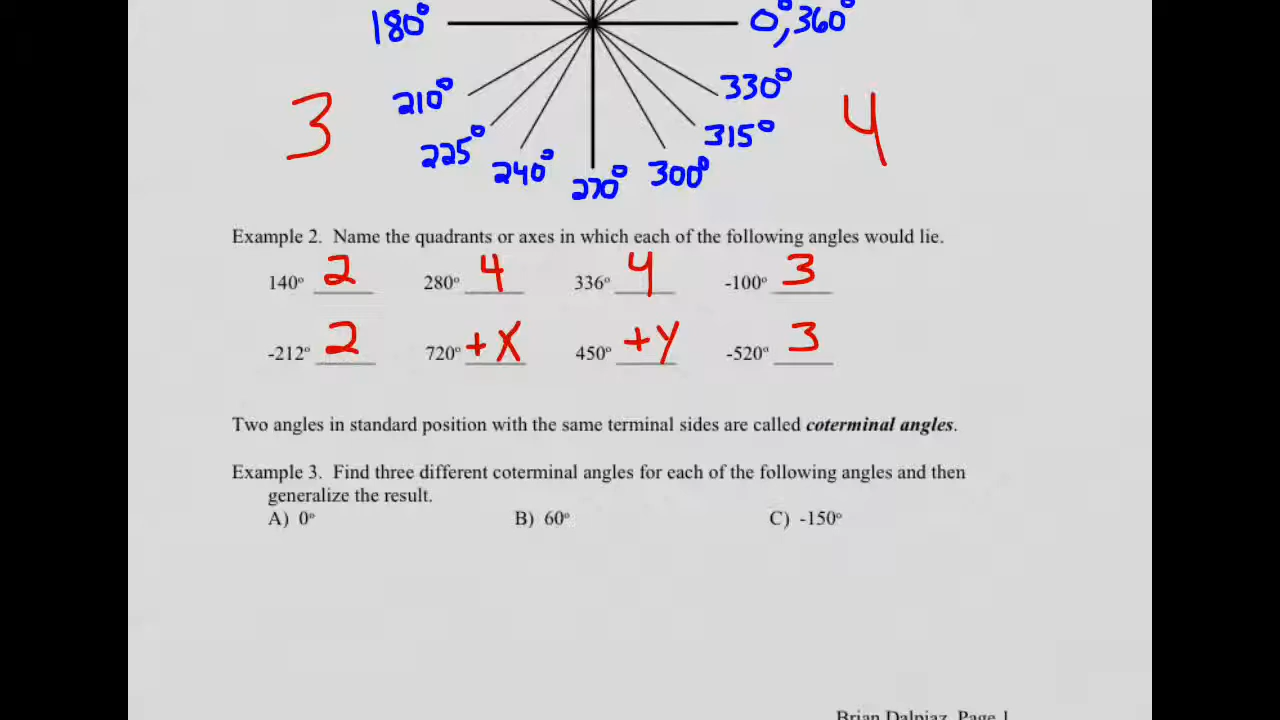 180° 0°, 360°
210° 330°
3 4
225° 315°
240° 270° 300°
Example 2. Name the quadrants or axes in which each of the following angles would lie.
140° 2 280° 4 336° 4 -100° 3
-212° 2 720° +X 450° +y -520° 3
Two angles in standard position with the same terminal sides are called coterminal angles.
Example 3. Find three different coterminal angles for each of the following angles and then
generalize the result.
A) 0° B) 60° C) -150°
Brian Dalpiaz, Page 1